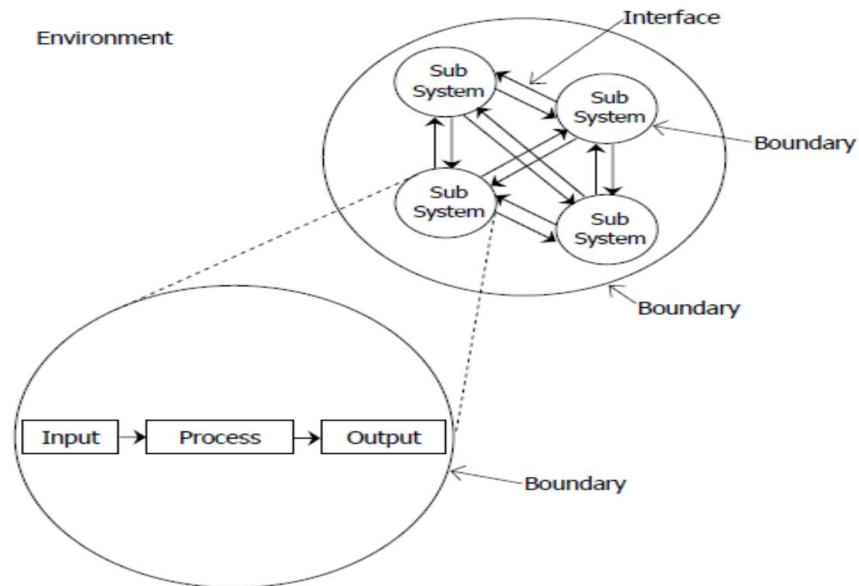 Interface
Environment
Sub
System
Sub
System
Boundary
Sub
System
Sub
System
Boundary
Input
Process
Output
Boundary